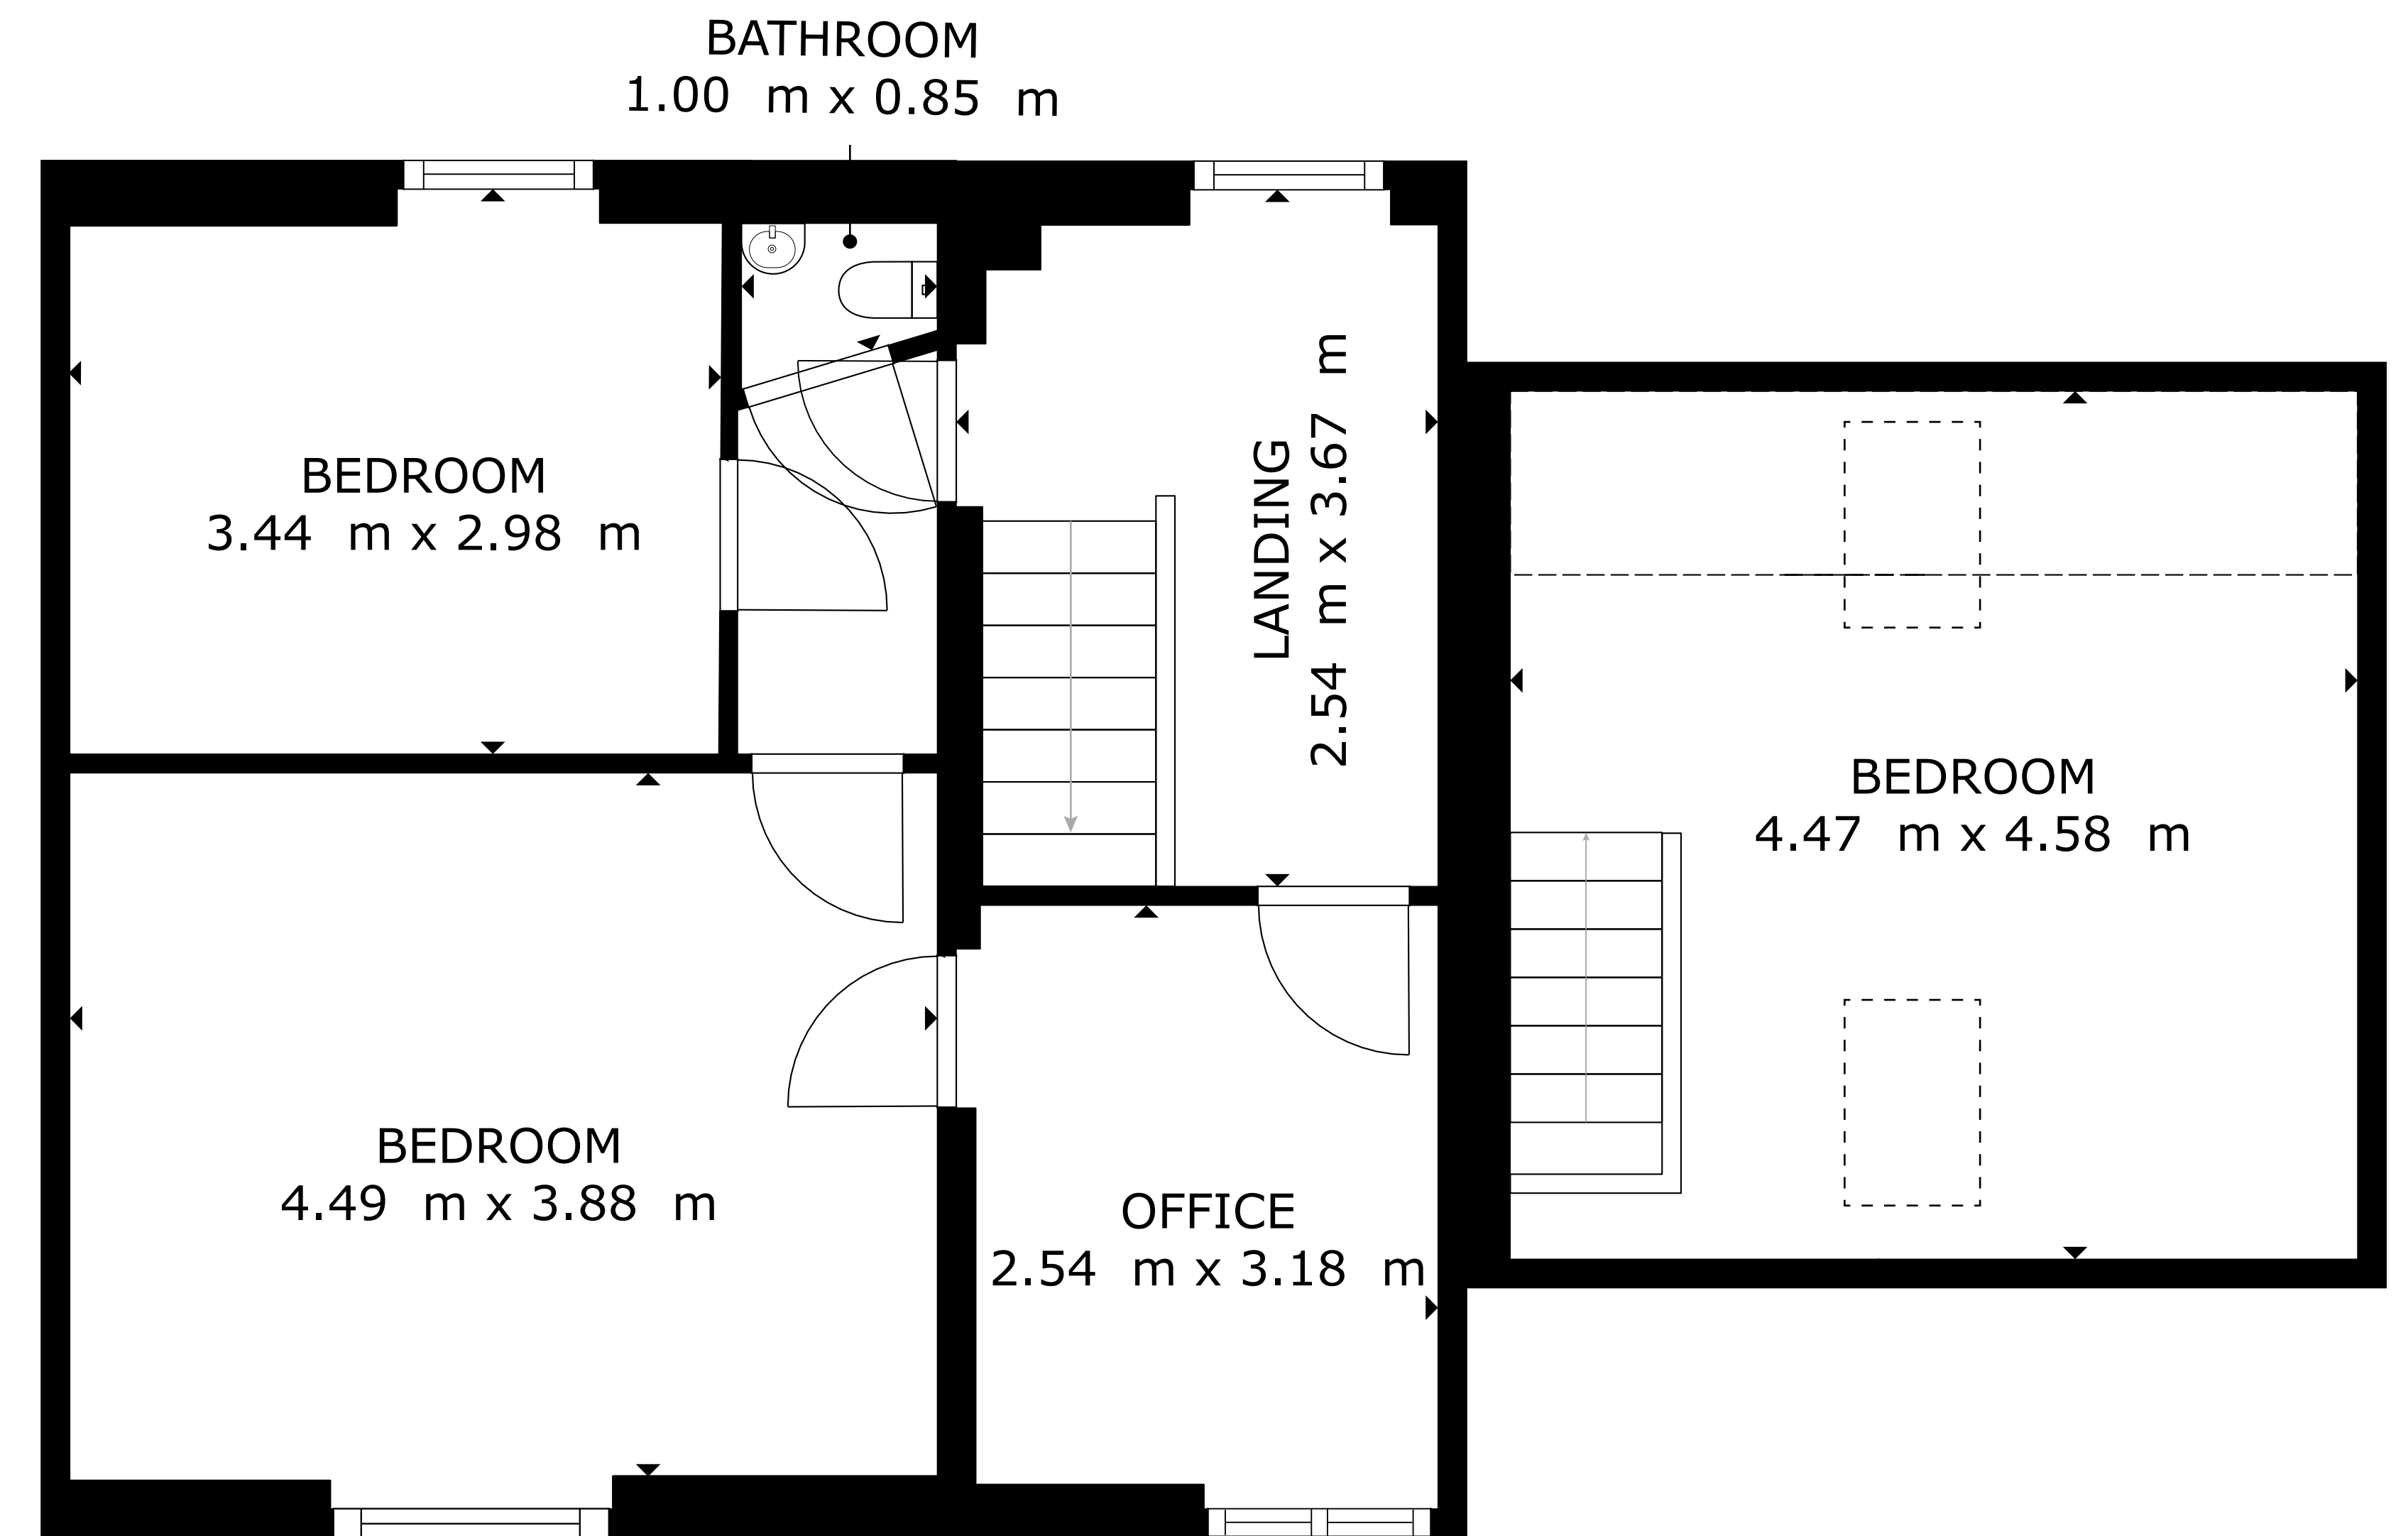 BATHROOM
1.00 m x 0.85 m
BEDROOM
3.44 m x 2.98 m
LANDING
2.54 m x 3.67 m
BEDROOM
4.47 m x 4.58 m
BEDROOM
4.49 m x 3.88 m
OFFICE
2.54 m x 3.18 m